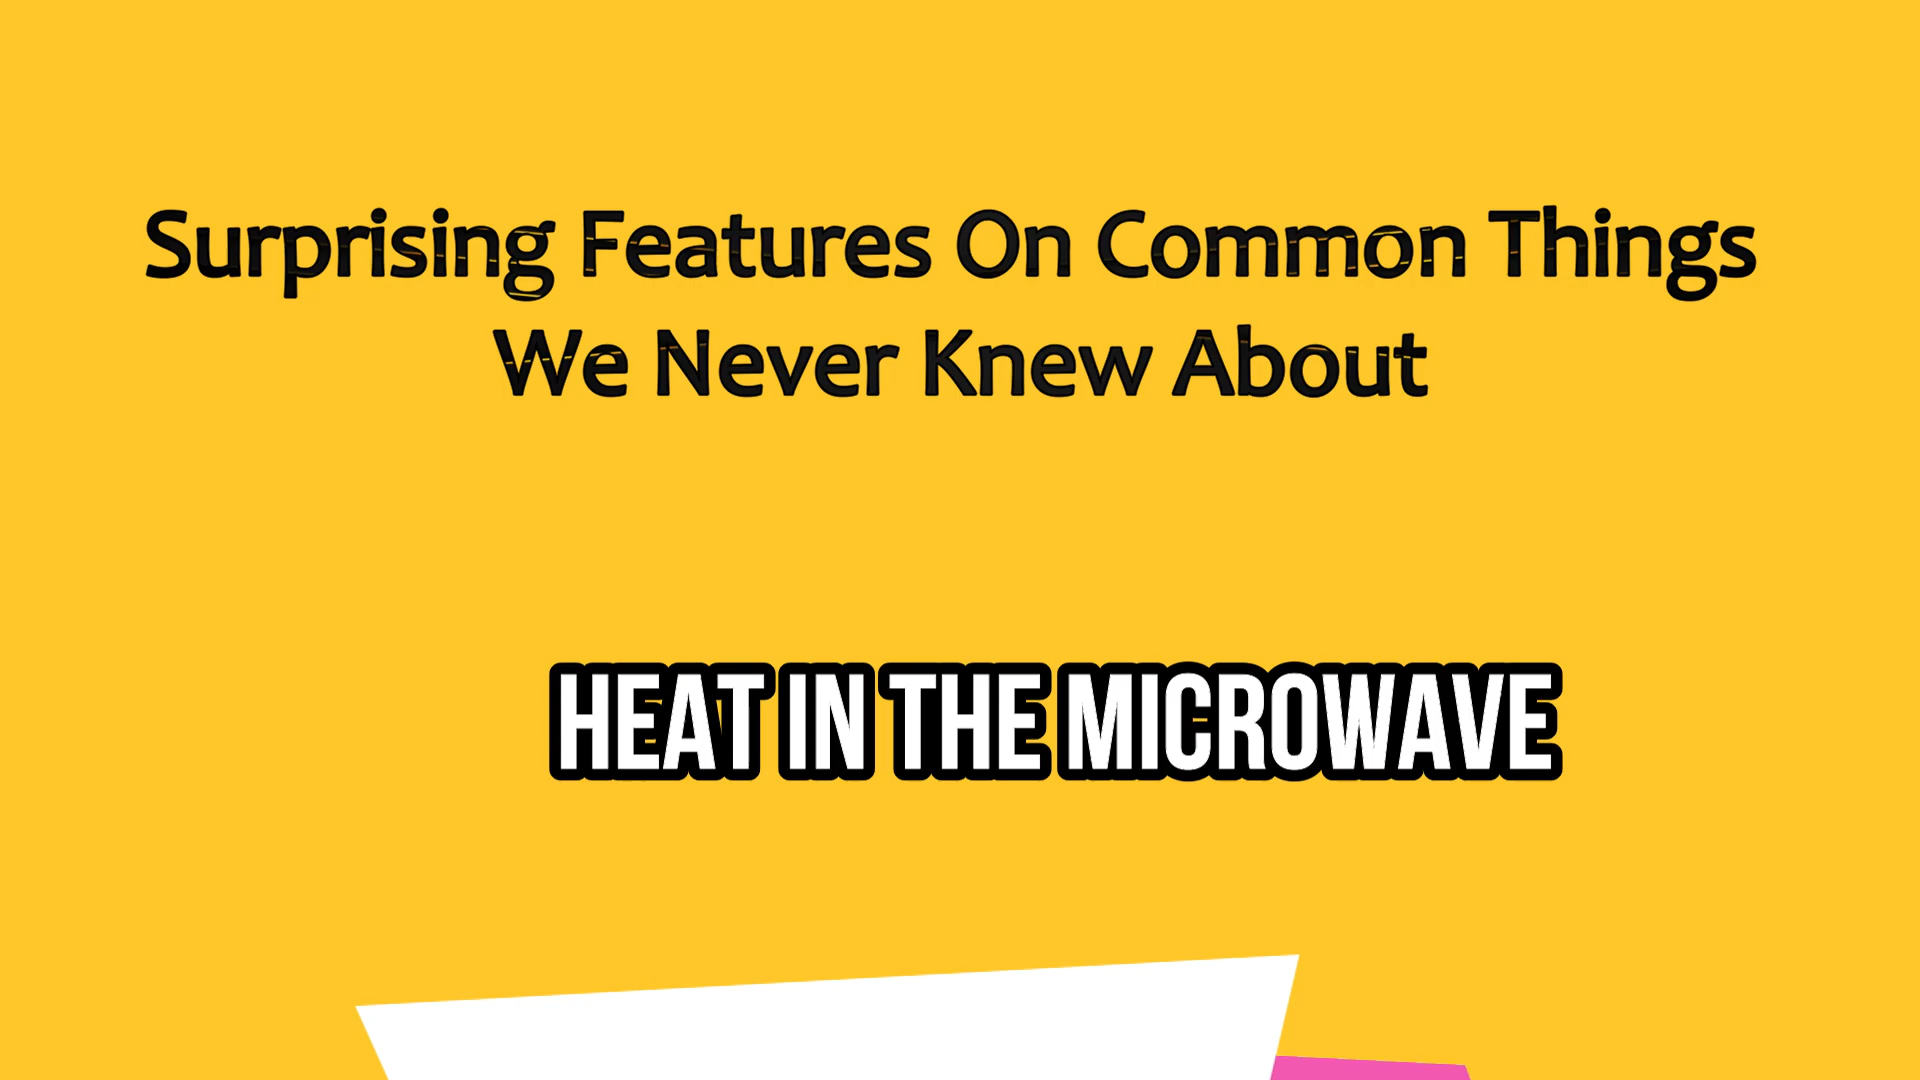 Surprising Features On Common Things
We Never Knew About
HEAT IN THE MICROWAVE